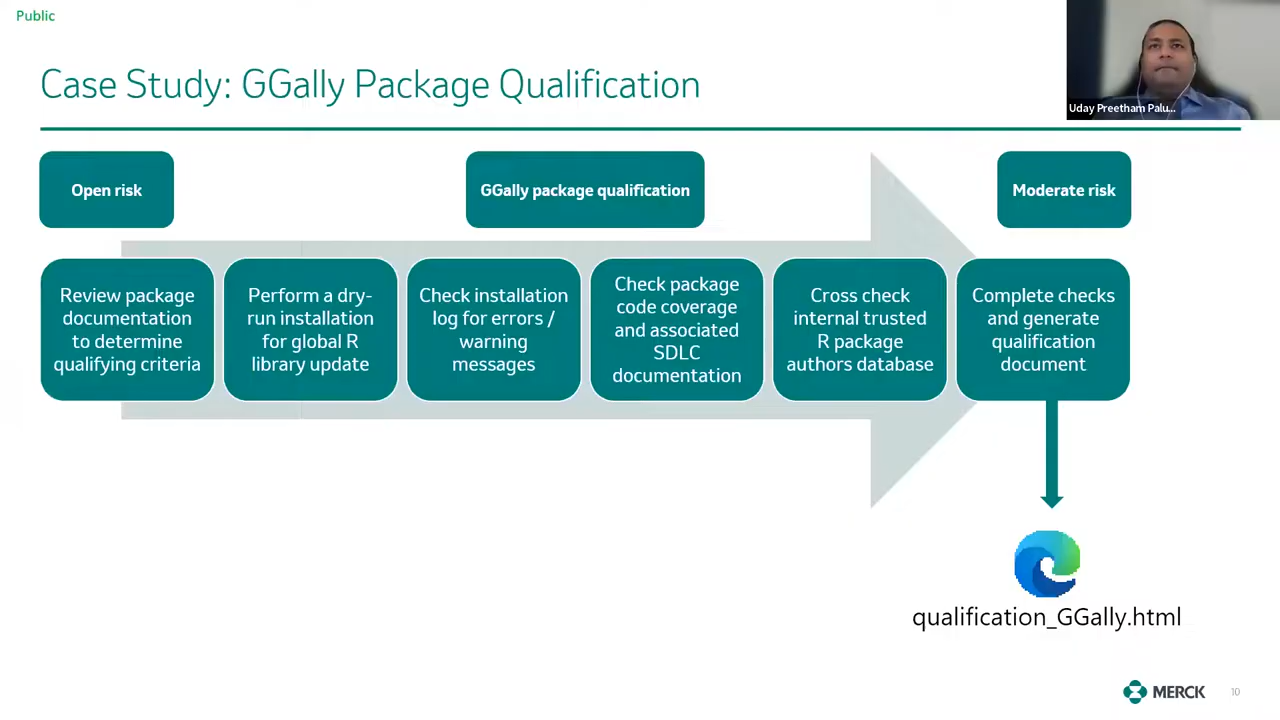 Public
Case Study: GGally Package Qualification
Uday Preetham Palu...
Open risk
GGally package qualification
Moderate risk
Review package
documentation
to determine
qualifying criteria
Perform a dry-
run installation
for global R
library update
Check installation
log for errors /
warning
messages
Check package
code coverage
and associated
SDLC
documentation
Cross check
internal trusted
R package
authors database
Complete checks
and generate
qualification
document
qualification_GGally.html
MERCK
10